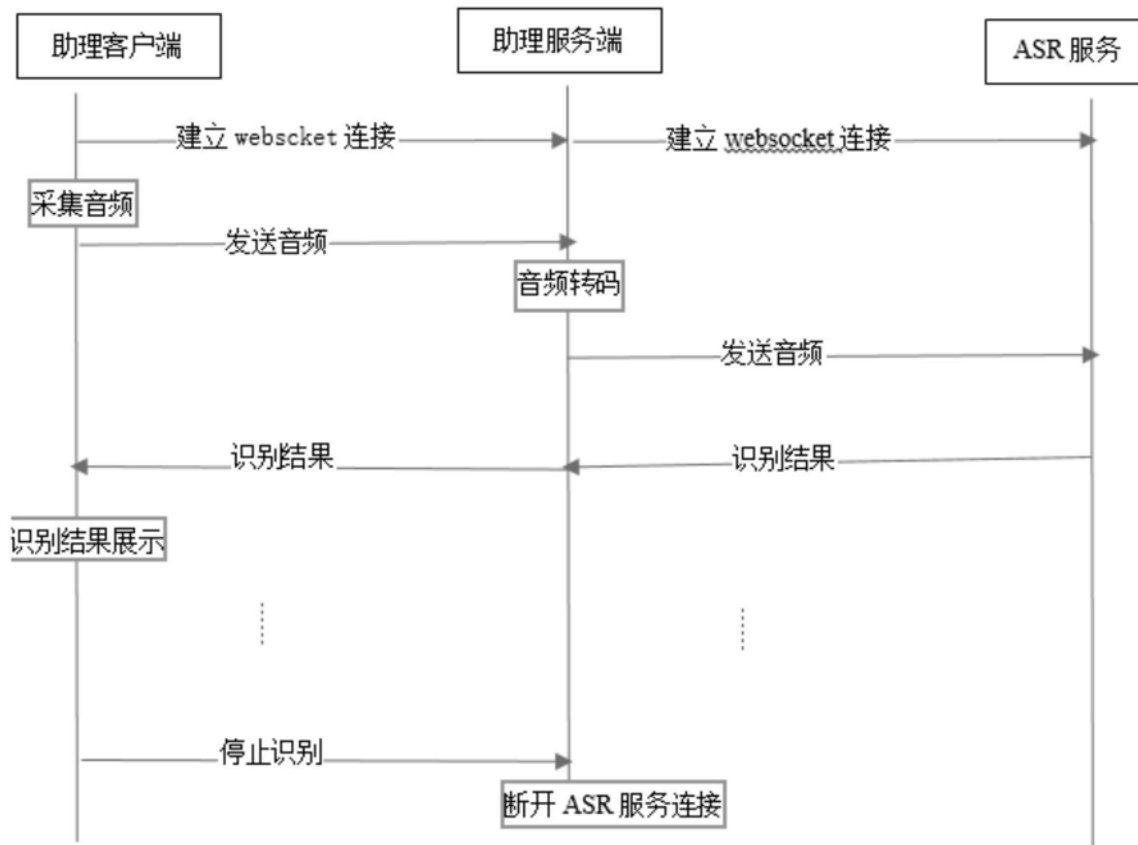 助理客户端
助理服务端
ASR 服务
建立 webscket 连接
建立 websocket 连接
采集音频
发送音频
音频转码
发送音频
识别结果
识别结果
识别结果展示
停止识别
断开 ASR 服务连接